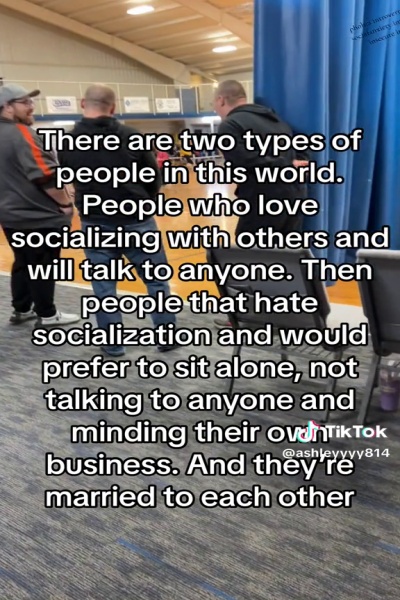 There are two types of
people in this world.
People who love
socializing with others and
will talk to anyone. Then
people that hate
socialization and would
prefer to sit alone, not
talking to anyone and
minding their own
business. And they're
married to each other
TikTok
@ashleyyyy814